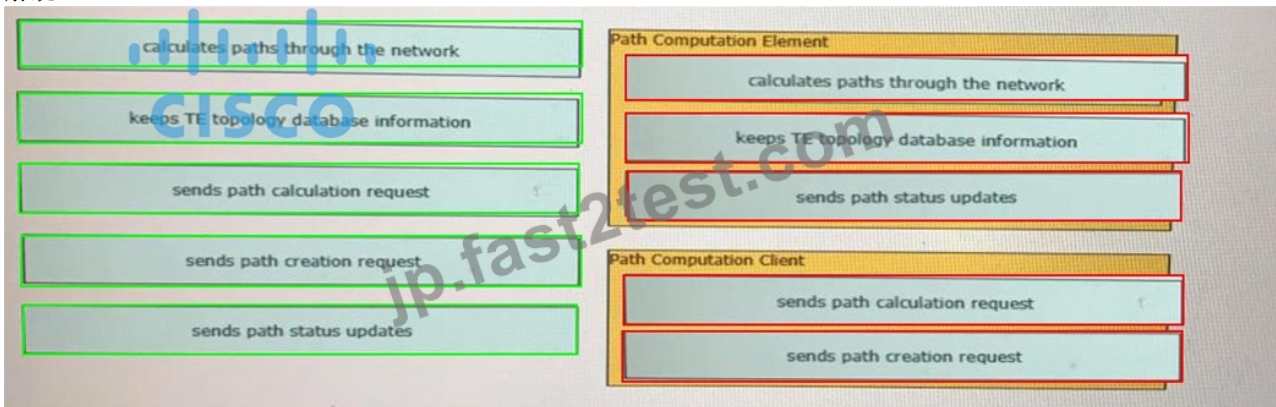 calculates paths through the network
CISCO
keeps TE topology database information
sends path calculation request
sends path creation request
sends path status updates
Path Computation Element
calculates paths through the network
keeps TE topology database information
sends path status updates
Path Computation Client
sends path calculation request
sends path creation request
jp.fast2test.com